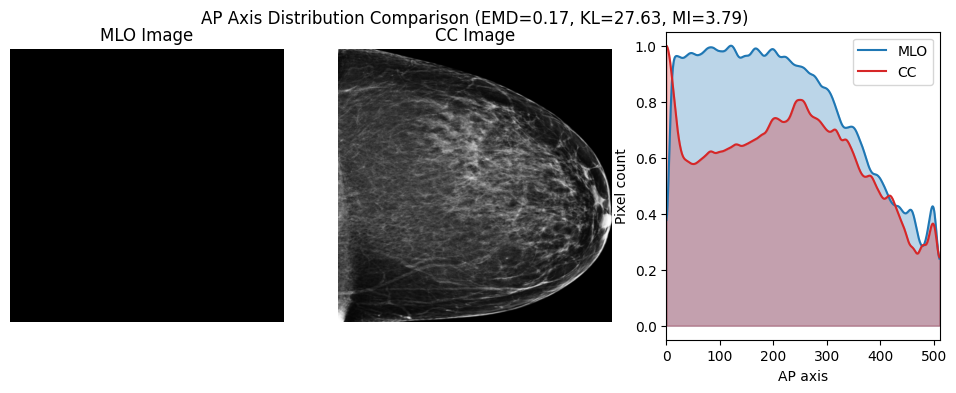 AP Axis Distribution Comparison (EMD=0.17, KL=27.63, MI=3.79)
MLO Image
CC Image
MLO
CC
Pixel count
1.0
0.8
0.6
0.4
0.2
0.0
0 100 200 300 400 500
AP axis